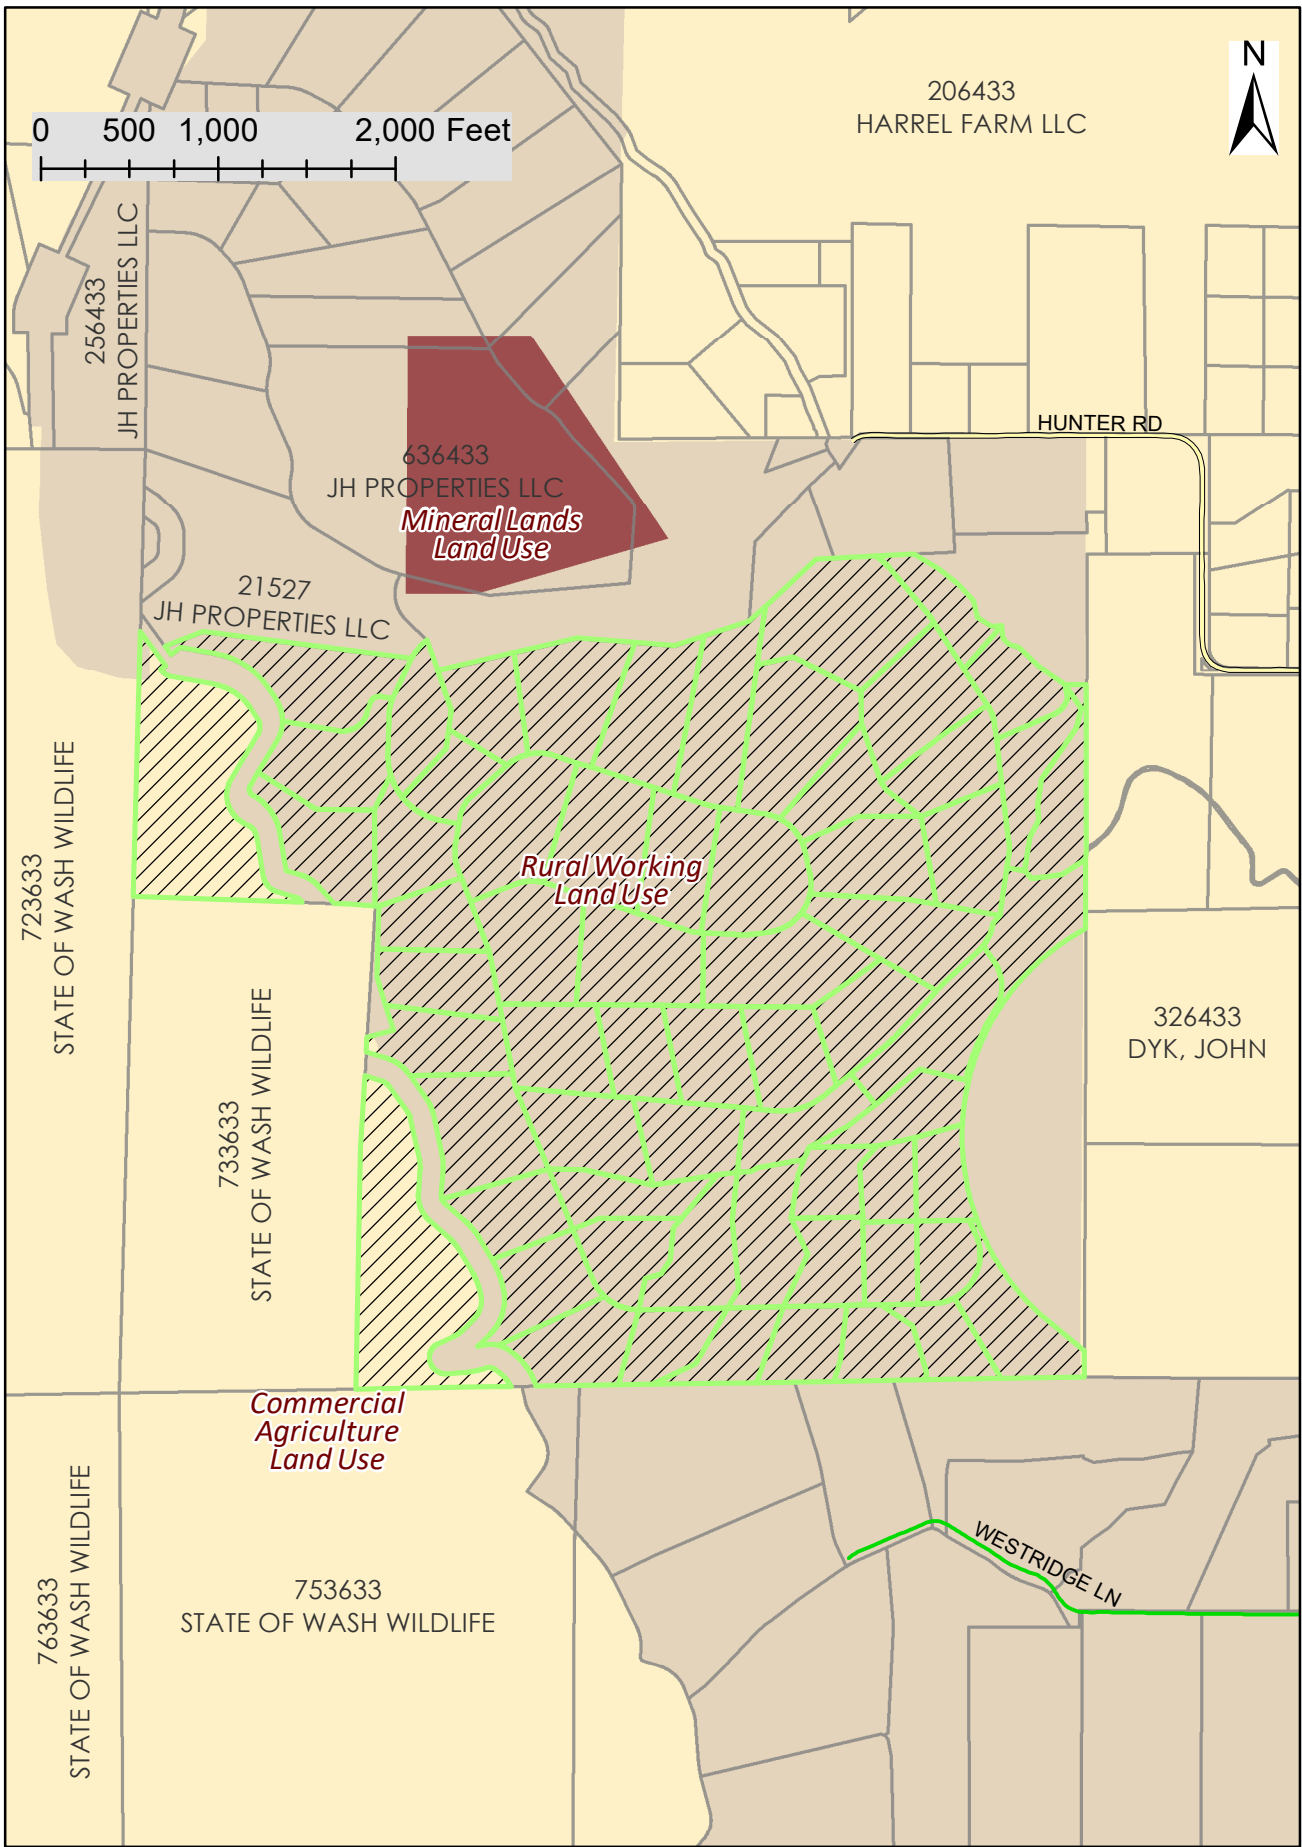 N
206433
HARREL FARM LLC
0 500 1,000 2,000 Feet
256433
JH PROPERTIES LLC
HUNTER RD
636433
JH PROPERTIES LLC
Mineral Lands
Land Use
21527
JH PROPERTIES LLC
723633
STATE OF WASH WILDLIFE
Rural Working
Land Use
733633
STATE OF WASH WILDLIFE
326433
DYK, JOHN
Commercial
Agriculture
Land Use
763633
STATE OF WASH WILDLIFE
753633
STATE OF WASH WILDLIFE
WESTRIDGE LN